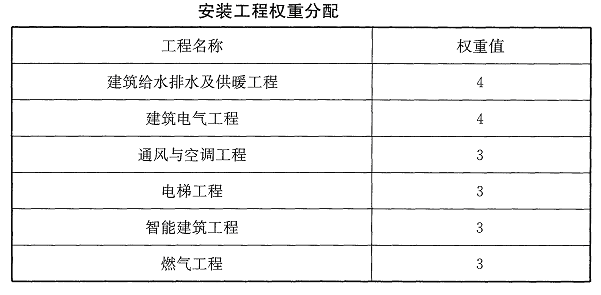 安装工程权重分配
工程名称 权重值
建筑给水排水及供暖工程 4
建筑电气工程 4
通风与空调工程 3
电梯工程 3
智能建筑工程 3
燃气工程 3